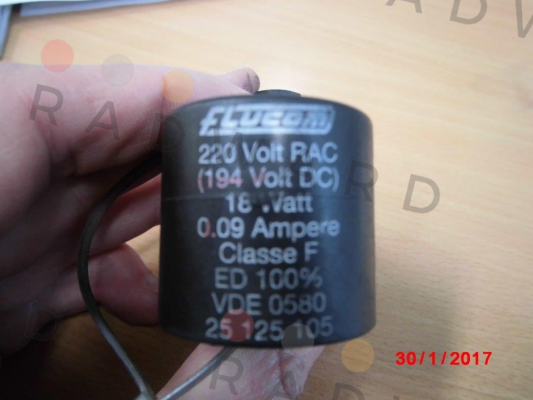 FLUCOM
220 Volt RAC
(194 Volt DC)
18 Watt
0.09 Ampere
Classe F
ED 100%
VDE 0580
25 125 105
30/1/2017